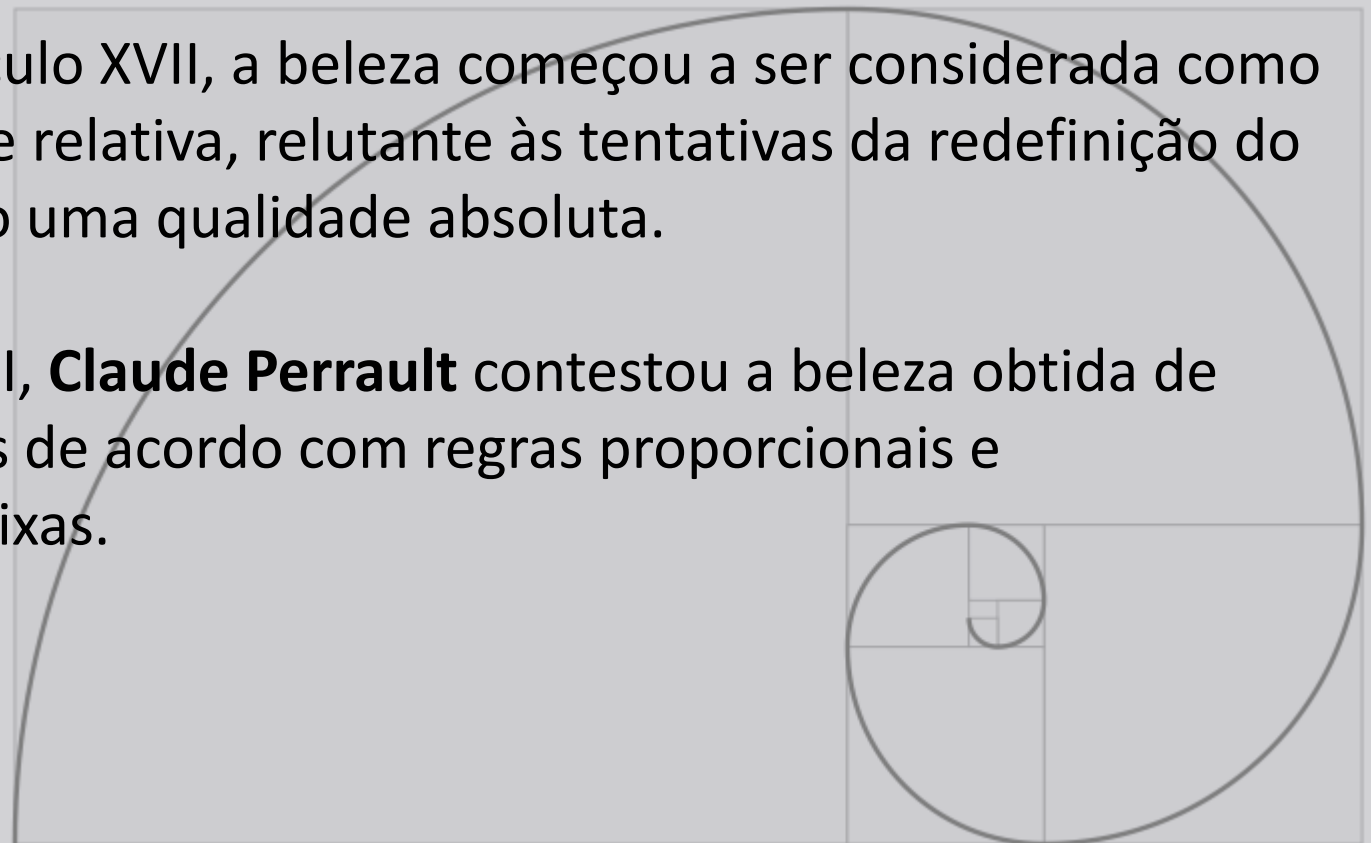 ulo XVII, a beleza começou a ser considerada como
e relativa, relutante às tentativas da redefinição do
o uma qualidade absoluta.
I, Claude Perrault contestou a beleza obtida de
s de acordo com regras proporcionais e
ixas.